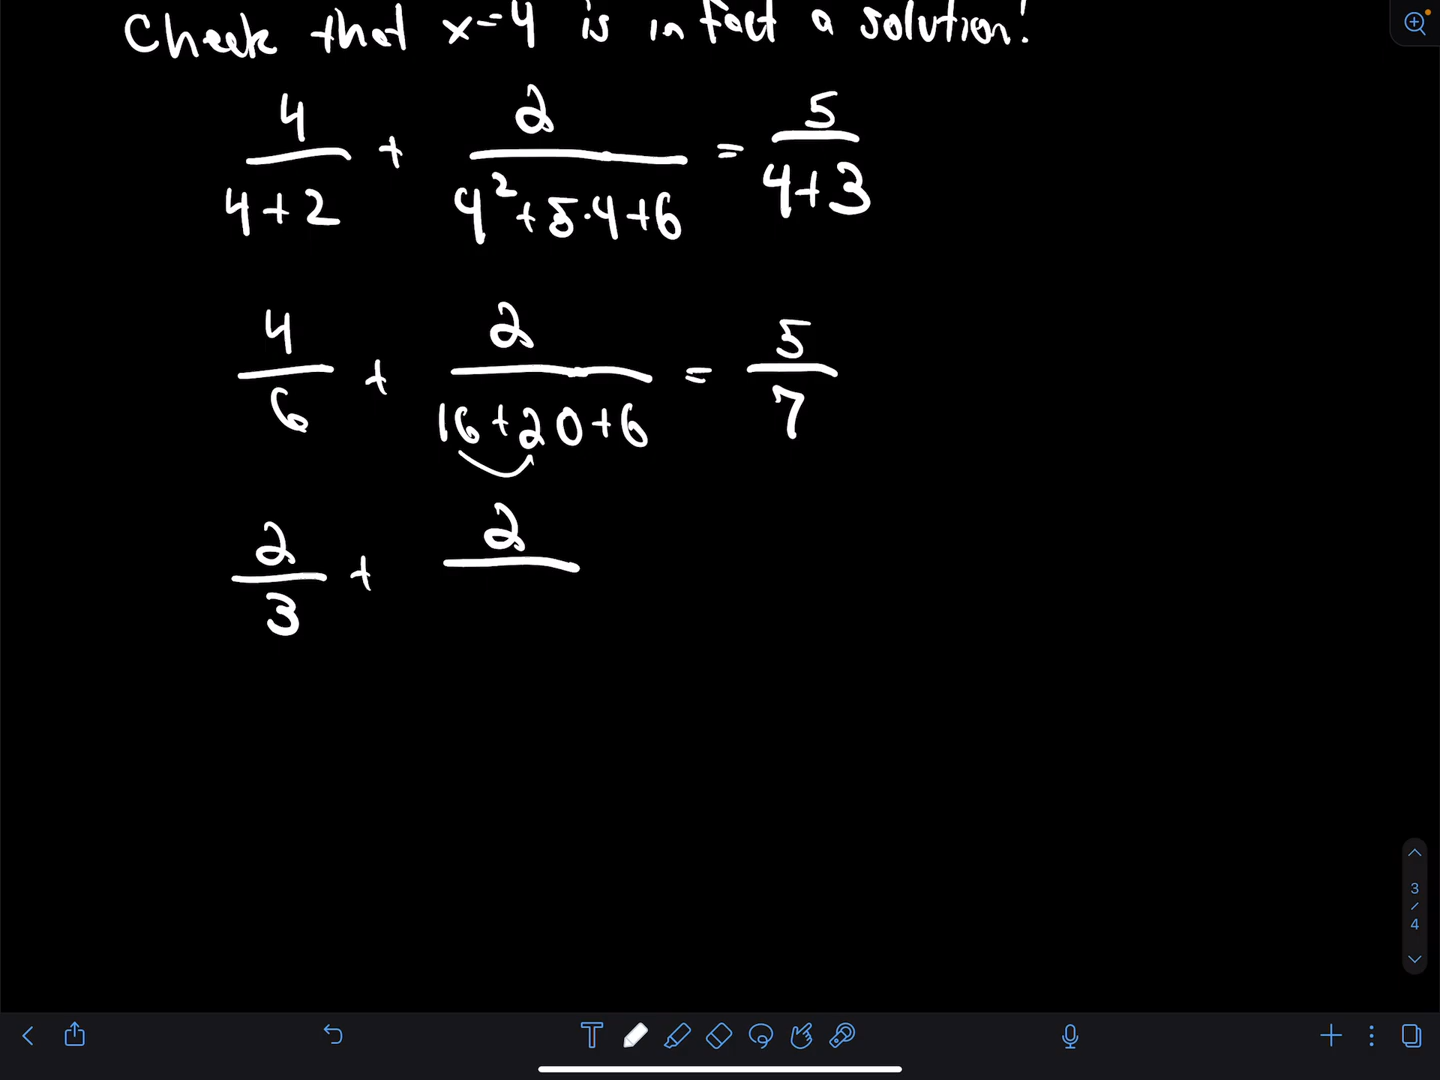 Check that x=4 is in fact a solution!
4/(4+2) + 2/(4²+5·4+6) = 5/(4+3)
4/6 + 2/(16+20+6) = 5/7
2/3 + 2/
3
/
4
T